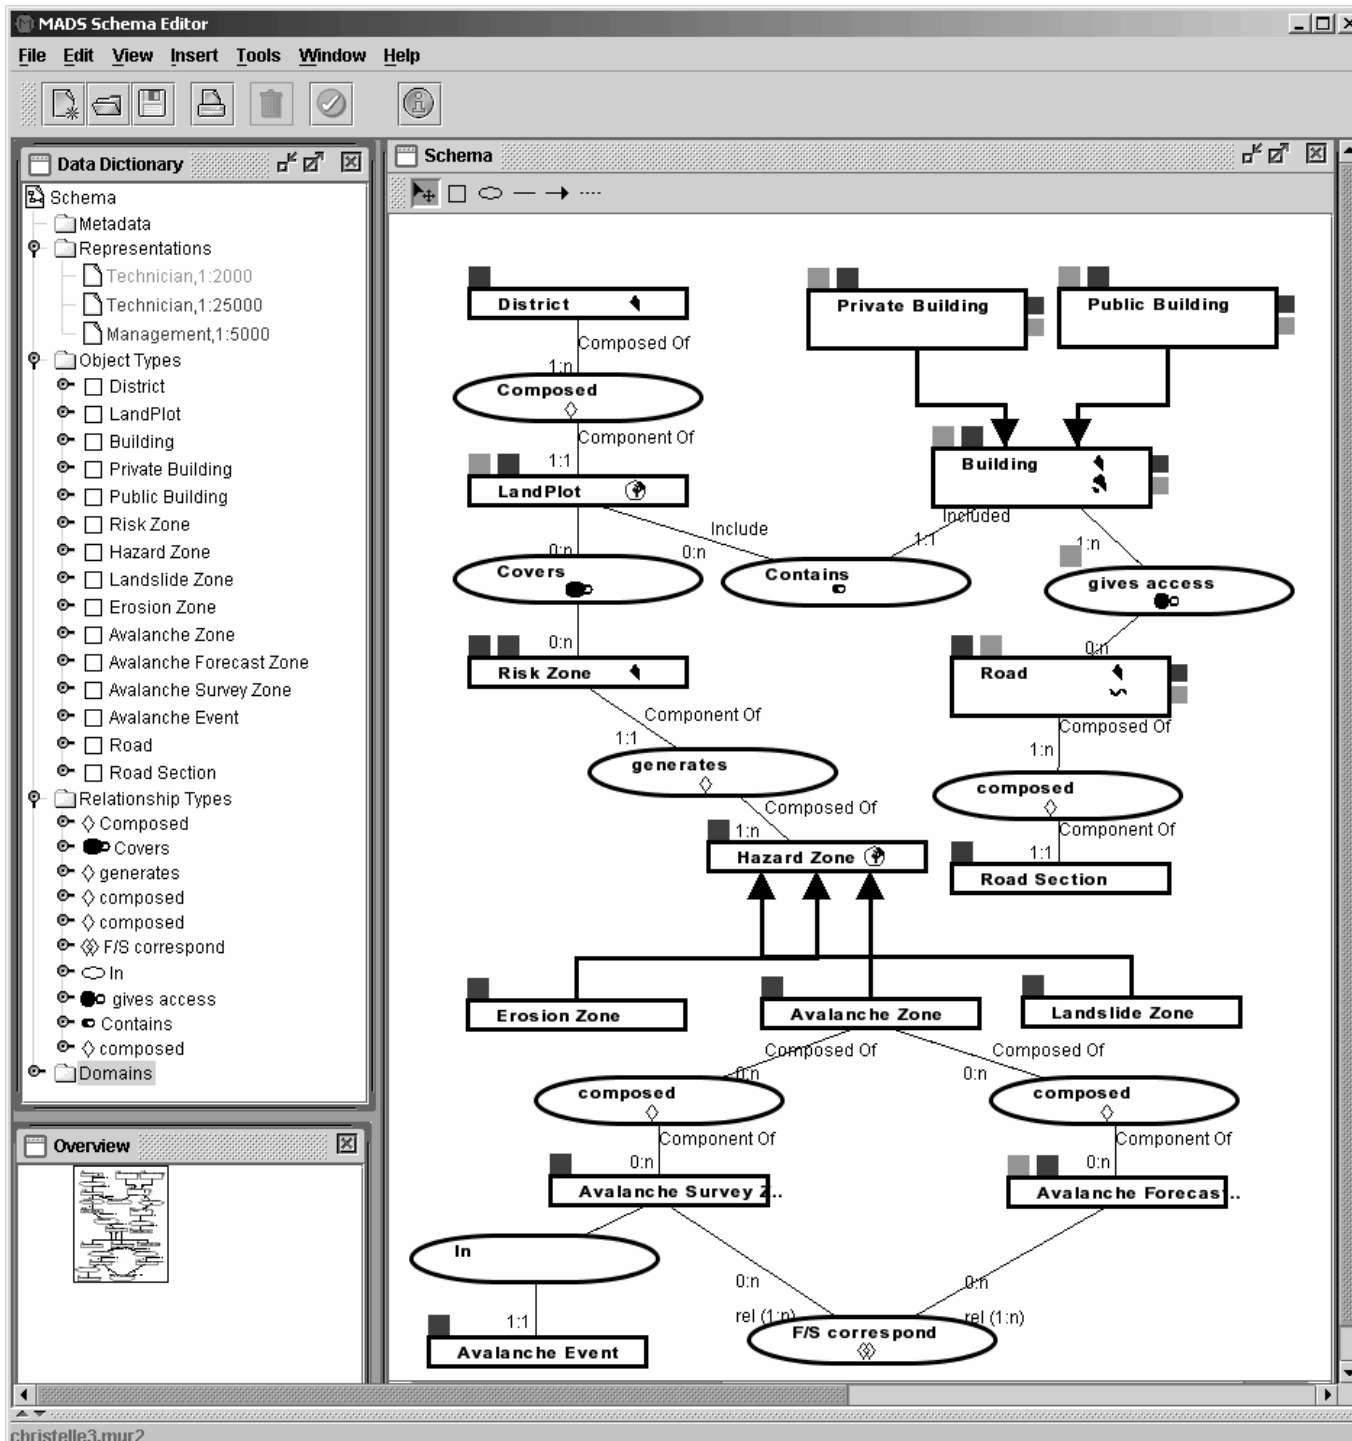 MADS Schema Editor
File Edit View Insert Tools Window Help
Data Dictionary
Schema
Metadata
Representations
Technician,1:2000
Technician,1:25000
Management,1:5000
Object Types
District
LandPlot
Building
Private Building
Public Building
Risk Zone
Hazard Zone
Landslide Zone
Erosion Zone
Avalanche Zone
Avalanche Forecast Zone
Avalanche Survey Zone
Avalanche Event
Road
Road Section
Relationship Types
Composed
Covers
generates
composed
composed
F/S correspond
In
gives access
Contains
composed
Domains
Overview
Schema
District
Private Building
Public Building
Composed Of
1:n
Composed
Component Of
1:1
Building
LandPlot
Include
Included
0:n
0:n
1:1
1:n
Covers
Contains
gives access
0:n
0:n
Risk Zone
Road
Component Of
Composed Of
1:1
1:n
generates
composed
Composed Of
Component Of
1:n
1:1
Hazard Zone
Road Section
Erosion Zone
Avalanche Zone
Landslide Zone
Composed Of
Composed Of
0:n
0:n
composed
composed
Component Of
Component Of
0:n
0:n
Avalanche Survey Z..
Avalanche Forecast..
In
0:n
0:n
1:1
rel (1:n)
rel (1:n)
F/S correspond
Avalanche Event
christelle3.mur2